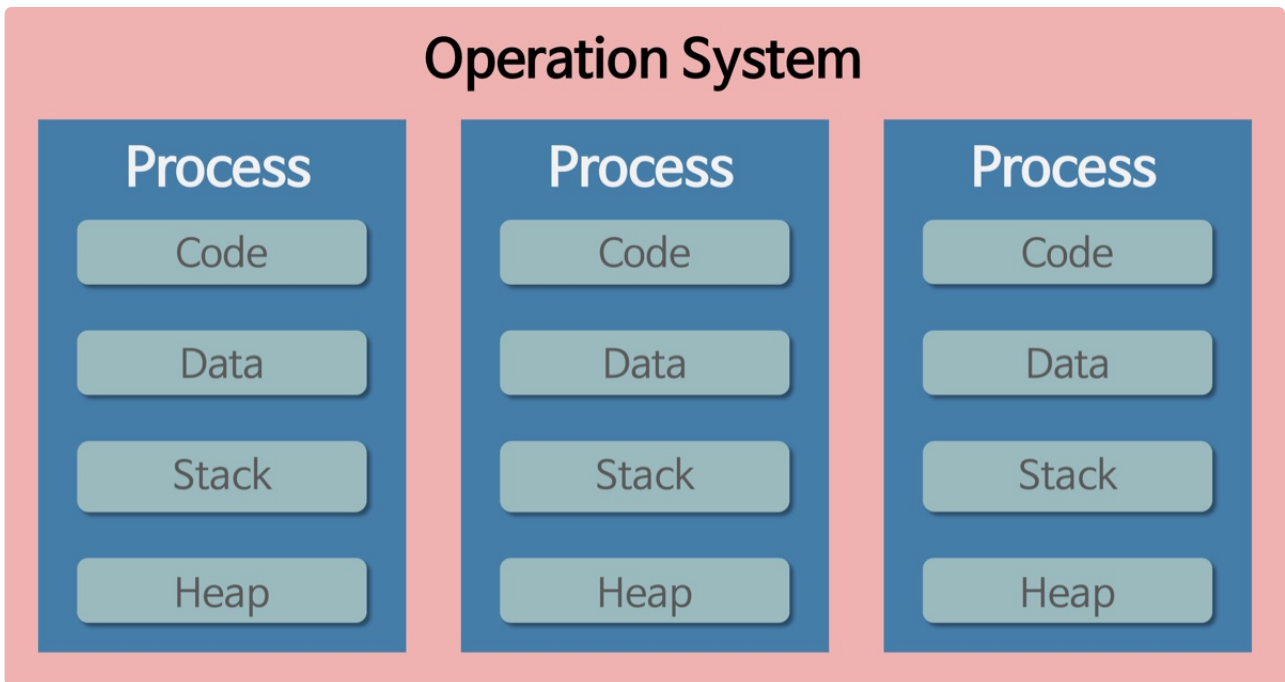 Operation System
Process
Code
Data
Stack
Heap
Process
Code
Data
Stack
Heap
Process
Code
Data
Stack
Heap